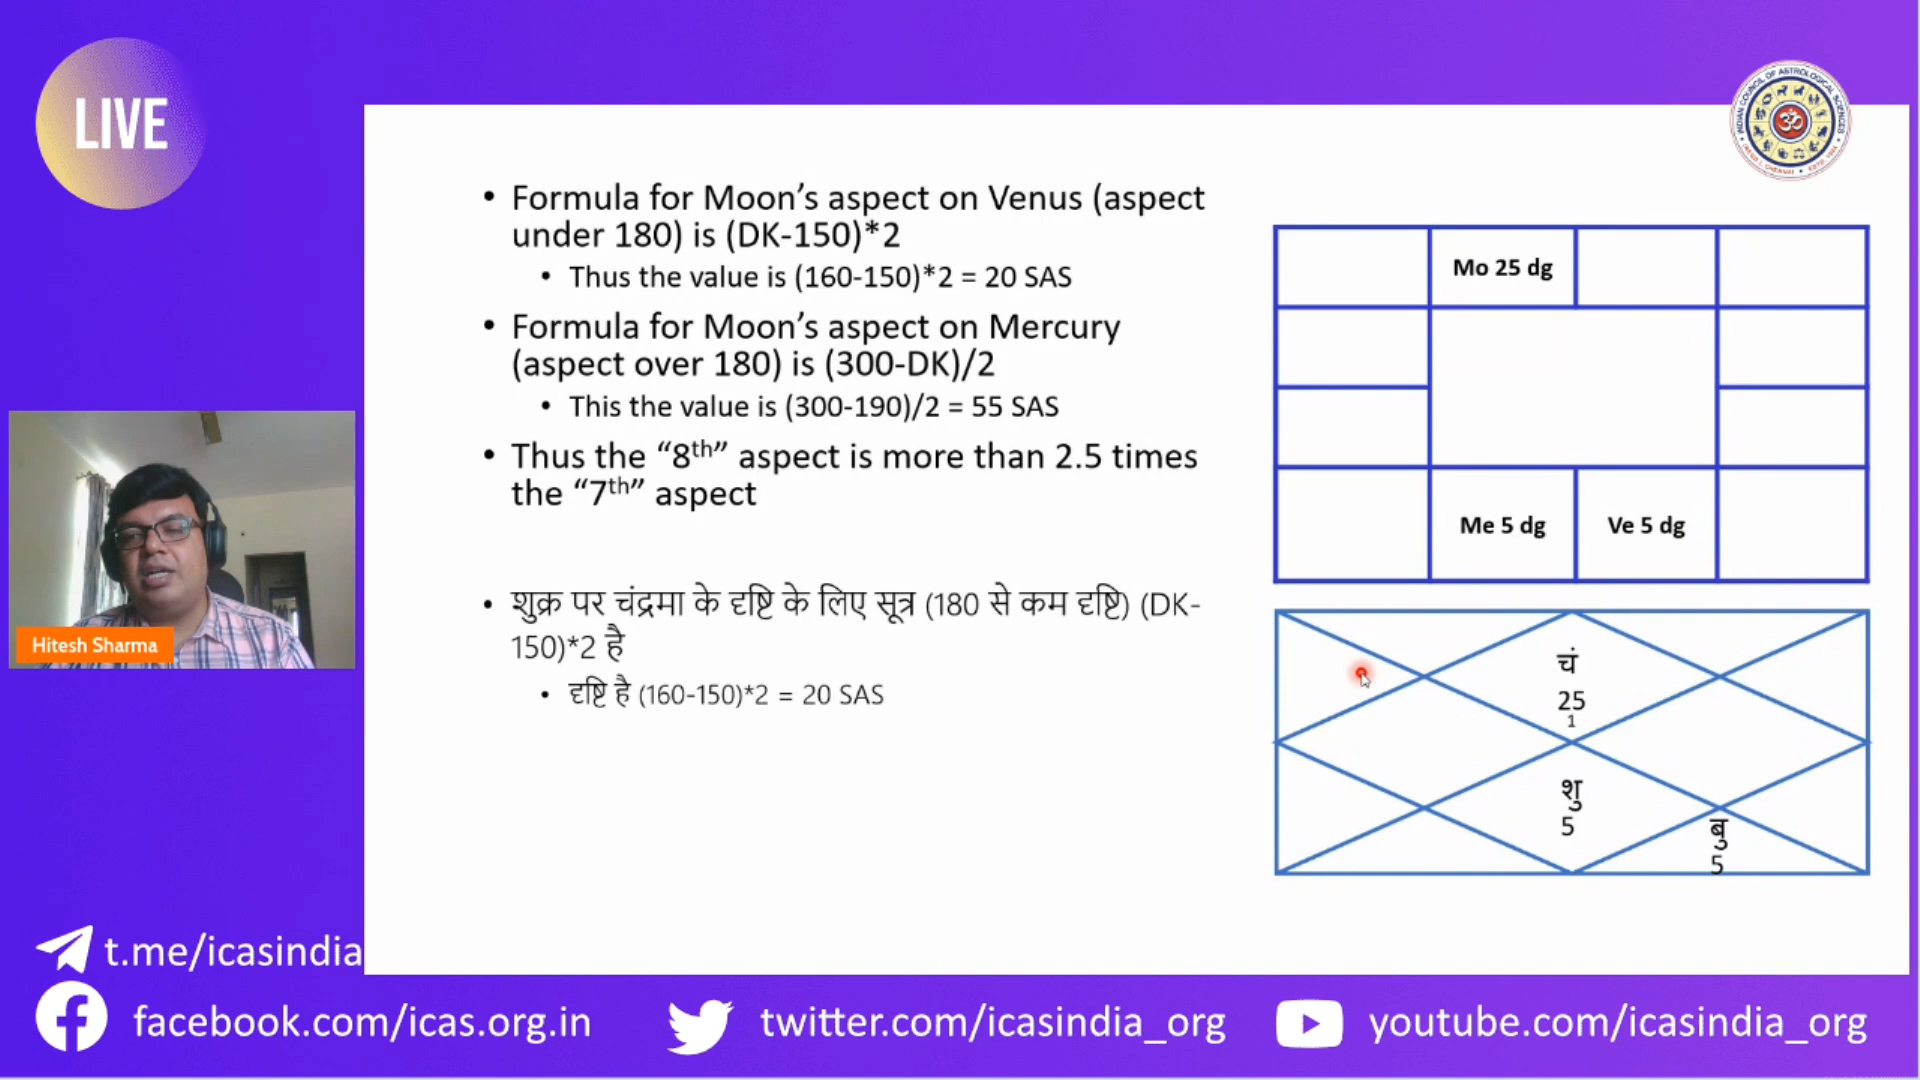 LIVE
INDIAN COUNCIL OF ASTROLOGICAL SCIENCES
ॐ
• Formula for Moon’s aspect on Venus (aspect
under 180) is (DK-150)*2
• Thus the value is (160-150)*2 = 20 SAS
• Formula for Moon’s aspect on Mercury
(aspect over 180) is (300-DK)/2
• This the value is (300-190)/2 = 55 SAS
• Thus the “8th” aspect is more than 2.5 times
the “7th” aspect
• शुक्र पर चंद्रमा के दृष्टि के लिए सूत्र (180 से कम दृष्टि) (DK-
150)*2 है
• दृष्टि है (160-150)*2 = 20 SAS
Mo 25 dg
Me 5 dg
Ve 5 dg
चं
25
1
शु
5
बु
5
Hitesh Sharma
t.me/icasindia
facebook.com/icas.org.in
twitter.com/icasindia_org
youtube.com/icasindia_org